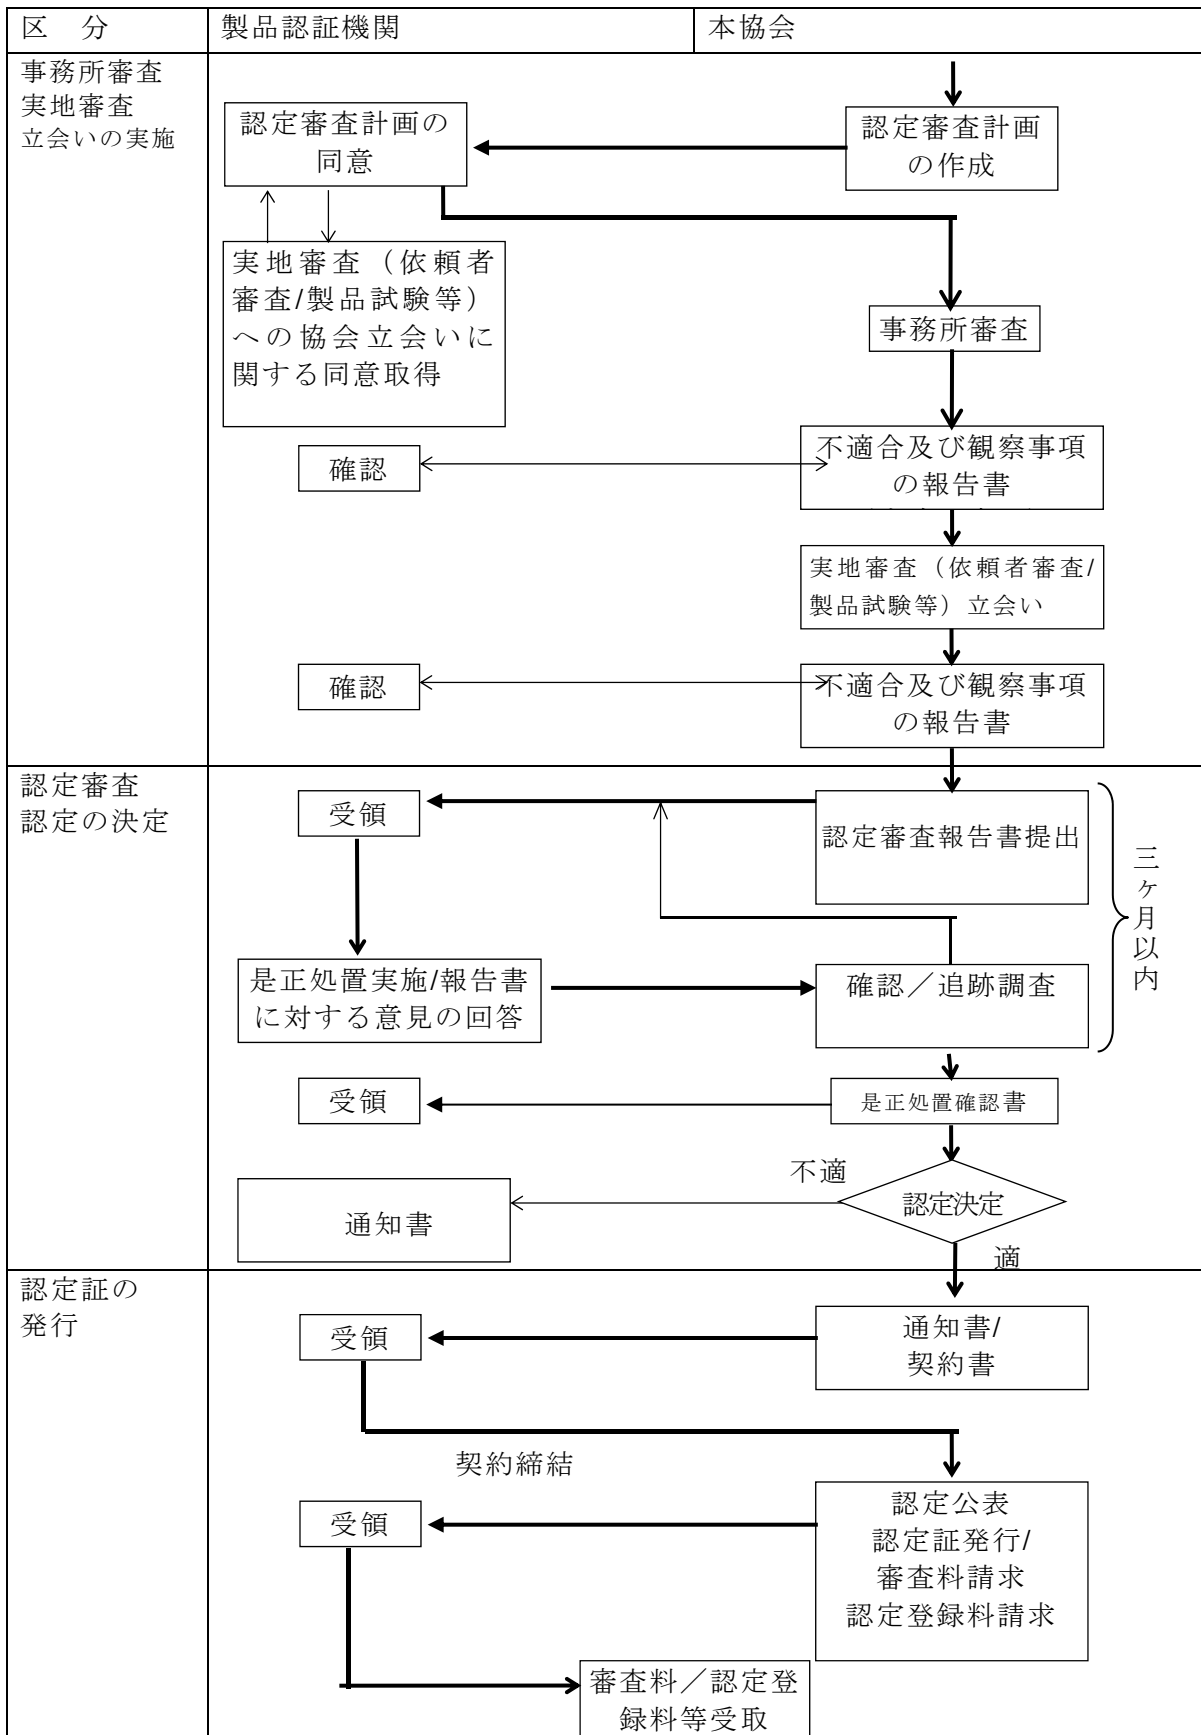 区　分
製品認証機関
本協会
事務所審査
実地審査
立会いの実施
認定審査計画の
同意
認定審査計画
の作成
実地審査（依頼者
審査/製品試験等）
への協会立会いに
関する同意取得
事務所審査
確認
不適合及び観察事項
の報告書
実地審査（依頼者審査/
製品試験等）立会い
確認
不適合及び観察事項
の報告書
認定審査
認定の決定
受領
認定審査報告書提出
三ヶ月以内
是正処置実施/報告書
に対する意見の回答
確認／追跡調査
受領
是正処置確認書
不適
通知書
認定決定
適
認定証の
発行
受領
通知書/
契約書
契約締結
受領
認定公表
認定証発行/
審査料請求
認定登録料請求
審査料／認定登
録料等受取